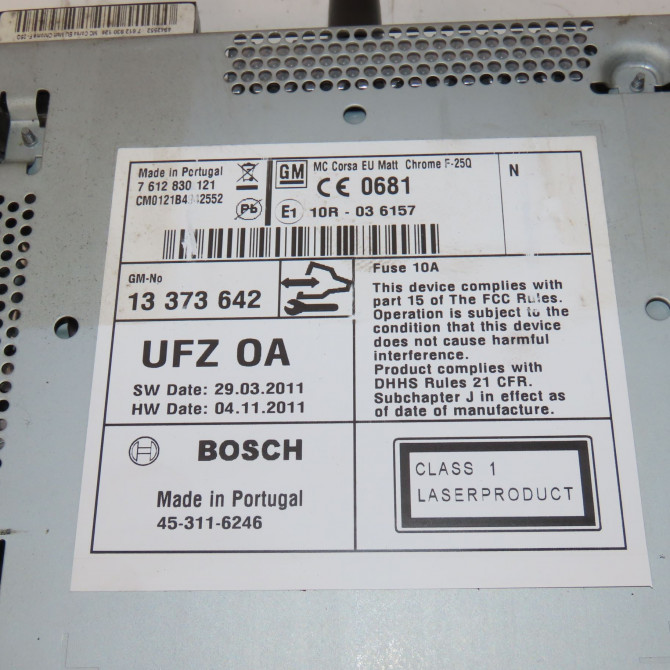 Made in Portugal
7 612 830 121
Pb
GM
MC Corsa EU Matt Chrome F-25Q
CE 0681
E1 10R - 03 6157
N
GM-No
13 373 642
Fuse 10A
This device complies with
part 15 of The FCC Rules.
Operation is subject to the
condition that this device
does not cause harmful
interference.
Product complies with
DHHS Rules 21 CFR.
Subchapter J in effect as
of date of manufacture.
UFZ OA
SW Date: 29.03.2011
HW Date: 04.11.2011
BOSCH
Made in Portugal
45-311-6246
CLASS 1
LASERPRODUCT